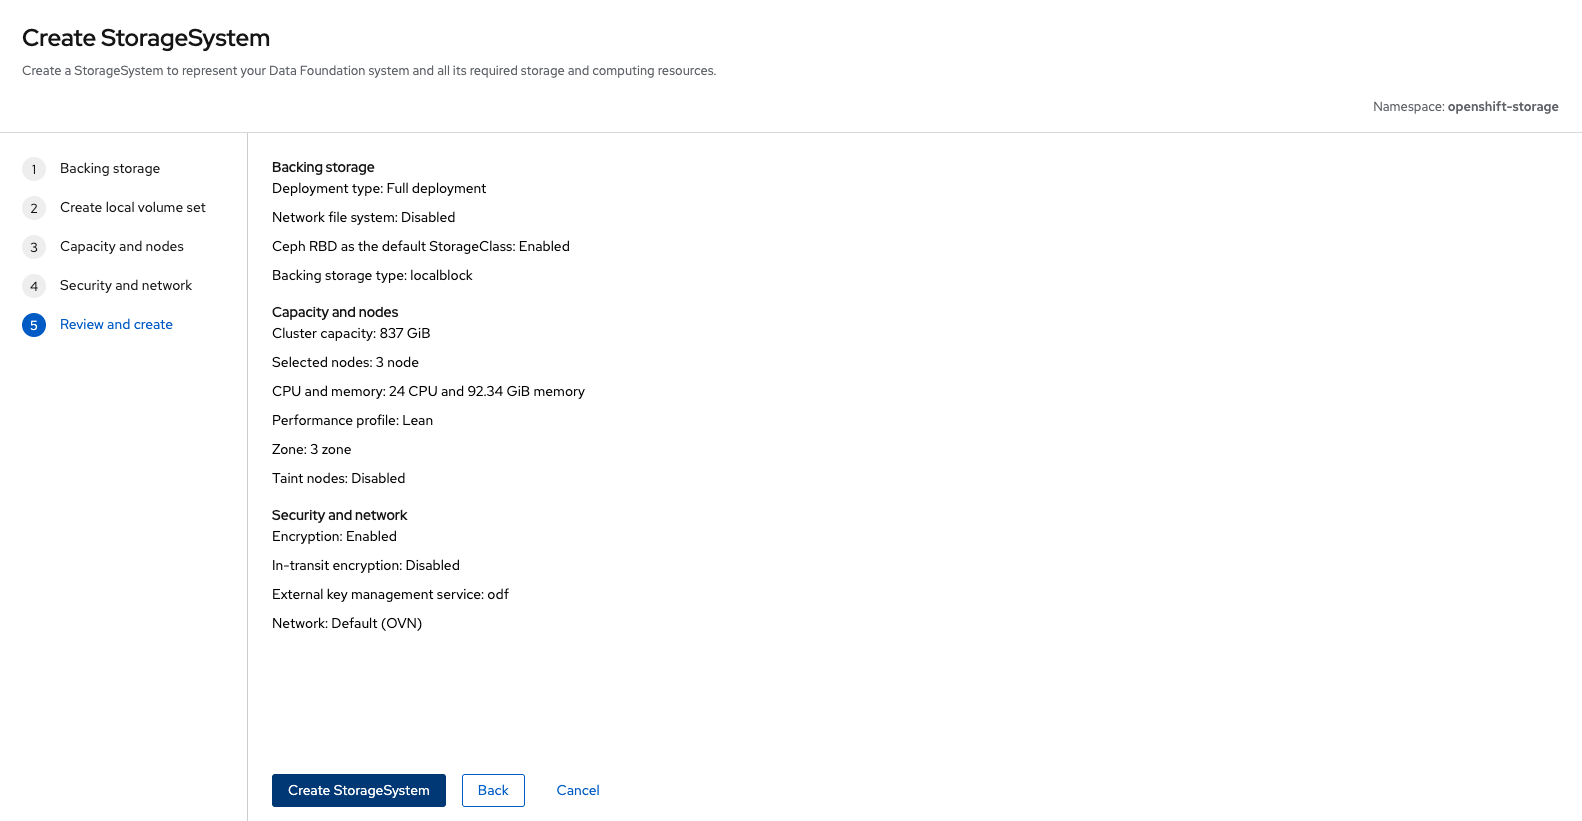 Create StorageSystem
Create a StorageSystem to represent your Data Foundation system and all its required storage and computing resources.
Namespace: openshift-storage
1 Backing storage
2 Create local volume set
3 Capacity and nodes
4 Security and network
5 Review and create
Backing storage
Deployment type: Full deployment
Network file system: Disabled
Ceph RBD as the default StorageClass: Enabled
Backing storage type: localblock
Capacity and nodes
Cluster capacity: 837 GiB
Selected nodes: 3 node
CPU and memory: 24 CPU and 92.34 GiB memory
Performance profile: Lean
Zone: 3 zone
Taint nodes: Disabled
Security and network
Encryption: Enabled
In-transit encryption: Disabled
External key management service: odf
Network: Default (OVN)
Create StorageSystem Back Cancel